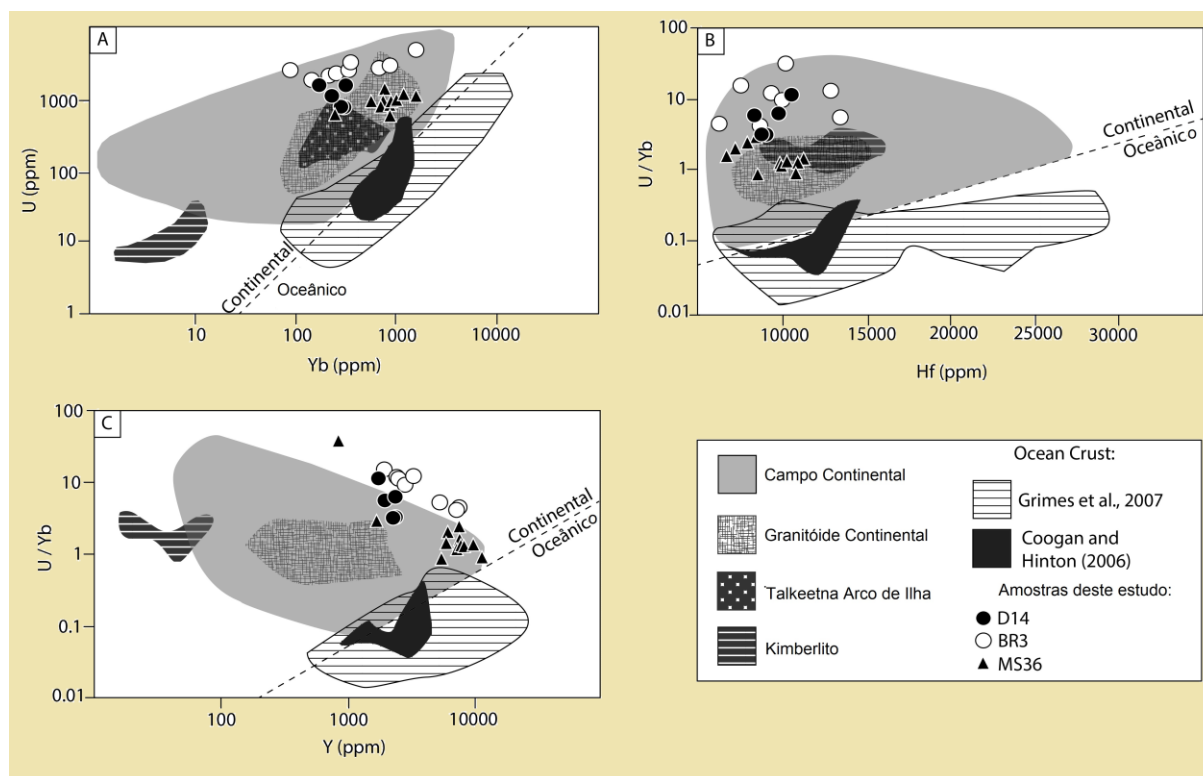 A
U (ppm)
1000
100
10
1
Continental
Oceânico
10
100
1000
10000
Yb (ppm)
B
U / Yb
100
10
1
0.1
0.01
Continental
Oceânico
10000
15000
20000
25000
30000
Hf (ppm)
C
U / Yb
100
10
1
0.1
0.01
Continental
Oceânico
100
1000
10000
Y (ppm)
Campo Continental
Granitóide Continental
Talkeetna Arco de Ilha
Kimberlito
Ocean Crust:
Grimes et al., 2007
Coogan and
Hinton (2006)
Amostras deste estudo:
D14
BR3
MS36